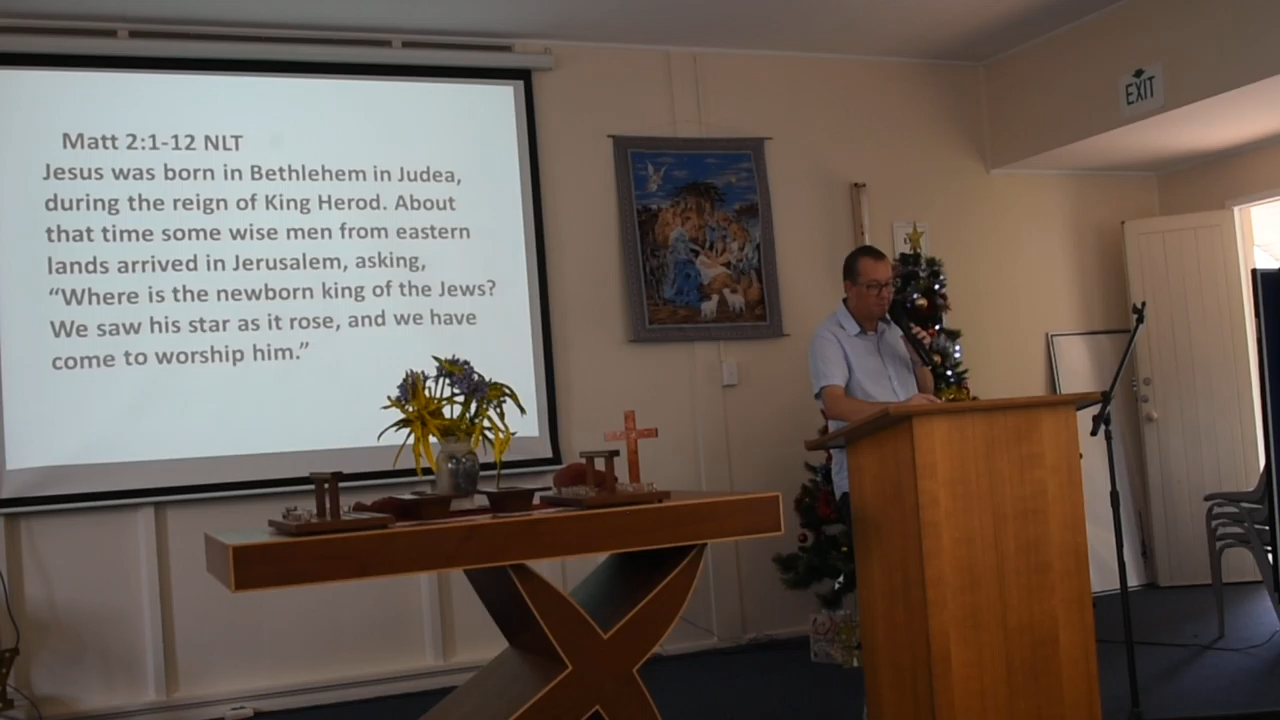 Matt 2:1-12 NLT
Jesus was born in Bethlehem in Judea,
during the reign of King Herod. About
that time some wise men from eastern
lands arrived in Jerusalem, asking,
“Where is the newborn king of the Jews?
We saw his star as it rose, and we have
come to worship him.”
EXIT